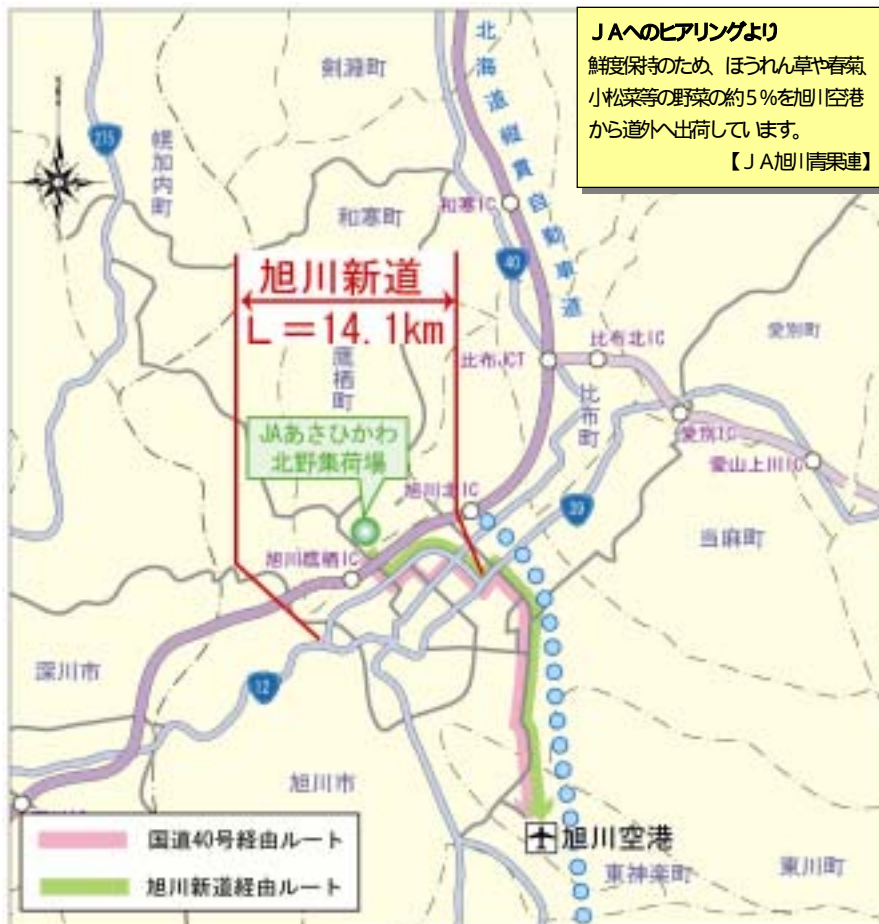 JAへのヒアリングより
鮮度保持のため、ほうれん草や春菊、
小松菜等の野菜の約5%を旭川空港
から道外へ出荷しています。
【JA旭川青果連】
北海道縦貫自動車道
剣淵町
275
幌加内町
和寒IC
和寒町
40
旭川新道
L=14.1km
愛別町
比布北IC
比布JCT
比布町
鷹栖町
愛別IC
JAあさひかわ
北野集荷場
愛山上川IC
旭川北IC
39
当麻町
旭川鷹栖IC
深川市
12
旭川市
国道40号経由ルート
旭川空港
東川町
東神楽町
旭川新道経由ルート